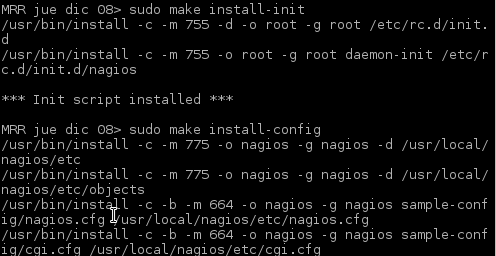 MRR jue dic 08> sudo make install-init
/usr/bin/install -c -m 755 -d -o root -g root /etc/rc.d/init.
d
/usr/bin/install -c -m 755 -o root -g root daemon-init /etc/r
c.d/init.d/nagios
*** Init script installed ***
MRR jue dic 08> sudo make install-config
/usr/bin/install -c -m 775 -o nagios -g nagios -d /usr/local/
nagios/etc
/usr/bin/install -c -m 775 -o nagios -g nagios -d /usr/local/
nagios/etc/objects
/usr/bin/install -c -b -m 664 -o nagios -g nagios sample-conf
ig/nagios.cfg /usr/local/nagios/etc/nagios.cfg
/usr/bin/install -c -b -m 664 -o nagios -g nagios sample-conf
ig/cgi.cfg /usr/local/nagios/etc/cgi.cfg